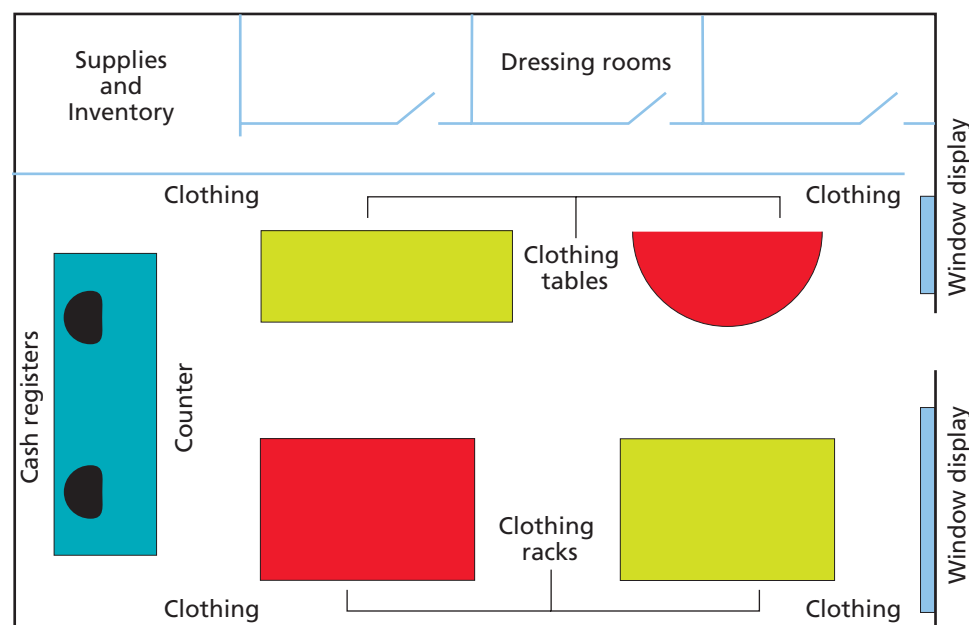 Supplies
and
Inventory
Dressing rooms
Window display
Clothing
Clothing
Clothing
tables
Cash registers
Counter
Clothing
racks
Window display
Clothing
Clothing